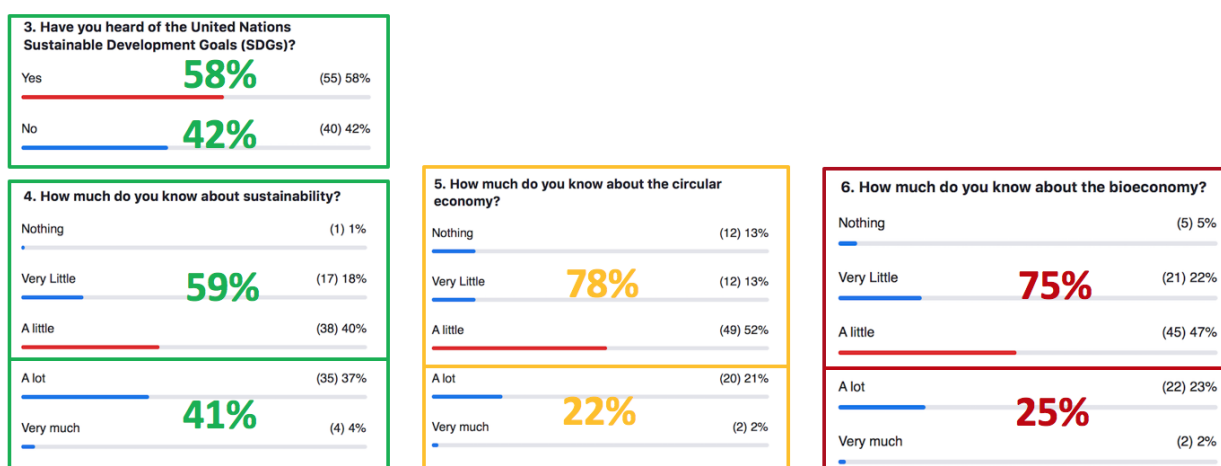 3. Have you heard of the United Nations
Sustainable Development Goals (SDGs)?
Yes 58% (55) 58%
No 42% (40) 42%
4. How much do you know about sustainability?
Nothing (1) 1%
Very Little 59% (17) 18%
A little (38) 40%
A lot (35) 37%
41%
Very much (4) 4%
5. How much do you know about the circular
economy?
Nothing (12) 13%
Very Little 78% (12) 13%
A little (49) 52%
A lot (20) 21%
22%
Very much (2) 2%
6. How much do you know about the bioeconomy?
Nothing (5) 5%
Very Little 75% (21) 22%
A little (45) 47%
A lot (22) 23%
25%
Very much (2) 2%